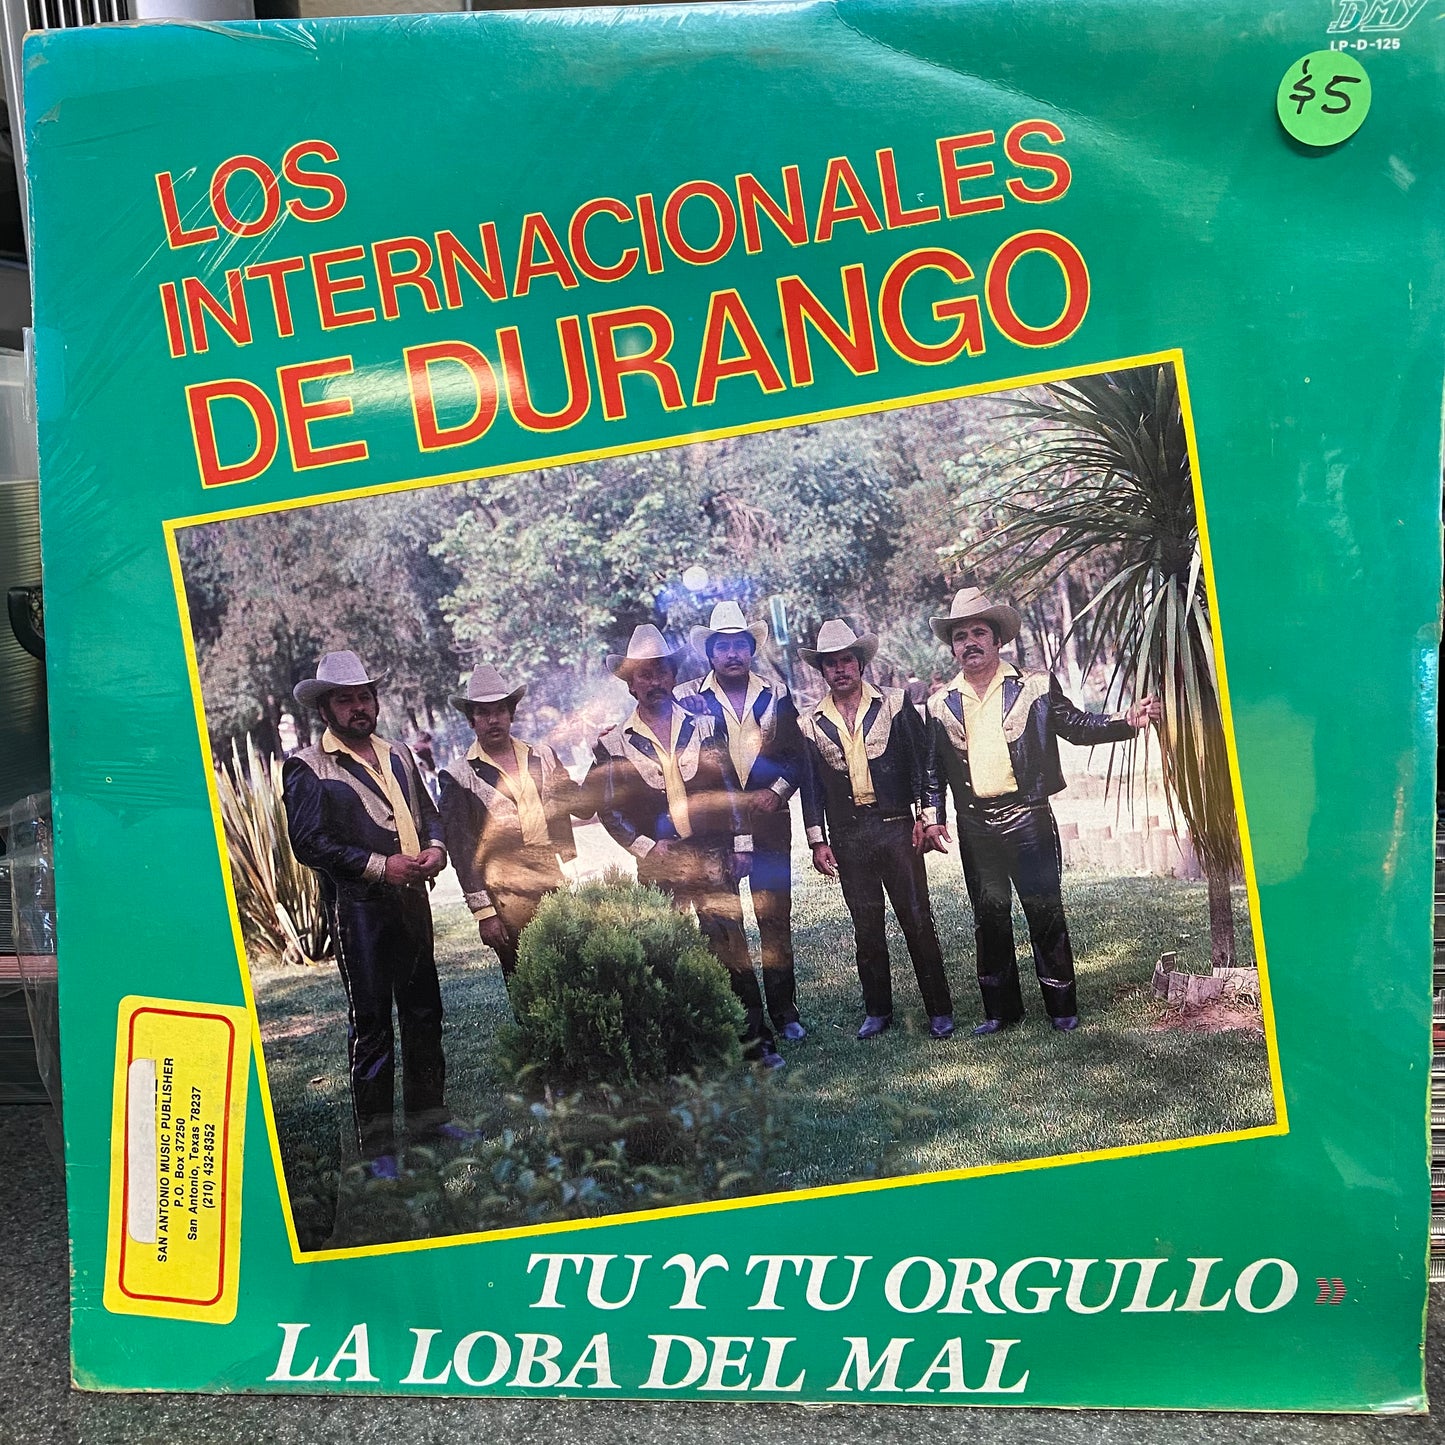 DMY
LP-D-125
$5
LOS
INTERNACIONALES
DE DURANGO
SAN ANTONIO MUSIC PUBLISHER
P.O. Box 37250
San Antonio, Texas 78237
(210) 432-8352
TU Y TU ORGULLO
LA LOBA DEL MAL